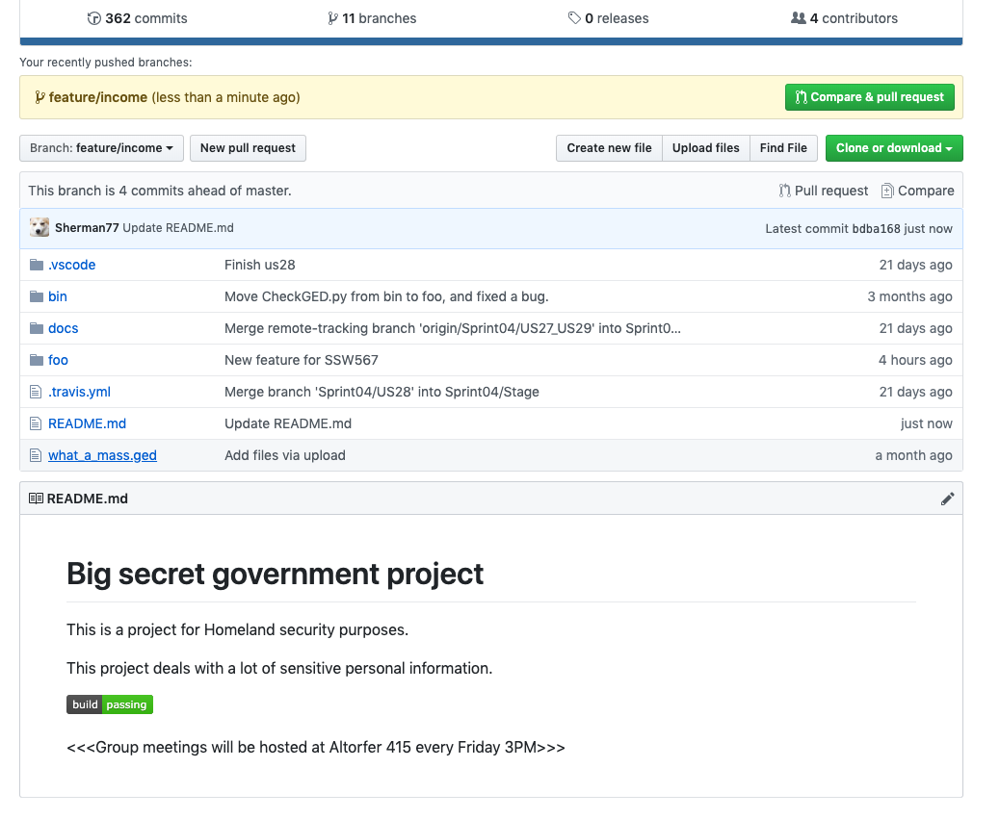 362 commits 11 branches 0 releases 4 contributors
Your recently pushed branches:
feature/income (less than a minute ago) Compare & pull request
Branch: feature/income New pull request Create new file Upload files Find File Clone or download
This branch is 4 commits ahead of master. Pull request Compare
Sherman77 Update README.md Latest commit bdba168 just now
.vscode Finish us28 21 days ago
bin Move CheckGED.py from bin to foo, and fixed a bug. 3 months ago
docs Merge remote-tracking branch 'origin/Sprint04/US27_US29' into Sprint0... 21 days ago
foo New feature for SSW567 4 hours ago
.travis.yml Merge branch 'Sprint04/US28' into Sprint04/Stage 21 days ago
README.md Update README.md just now
what_a_mass.ged Add files via upload a month ago
README.md
Big secret government project
This is a project for Homeland security purposes.
This project deals with a lot of sensitive personal information.
build passing
<<<Group meetings will be hosted at Altorfer 415 every Friday 3PM>>>